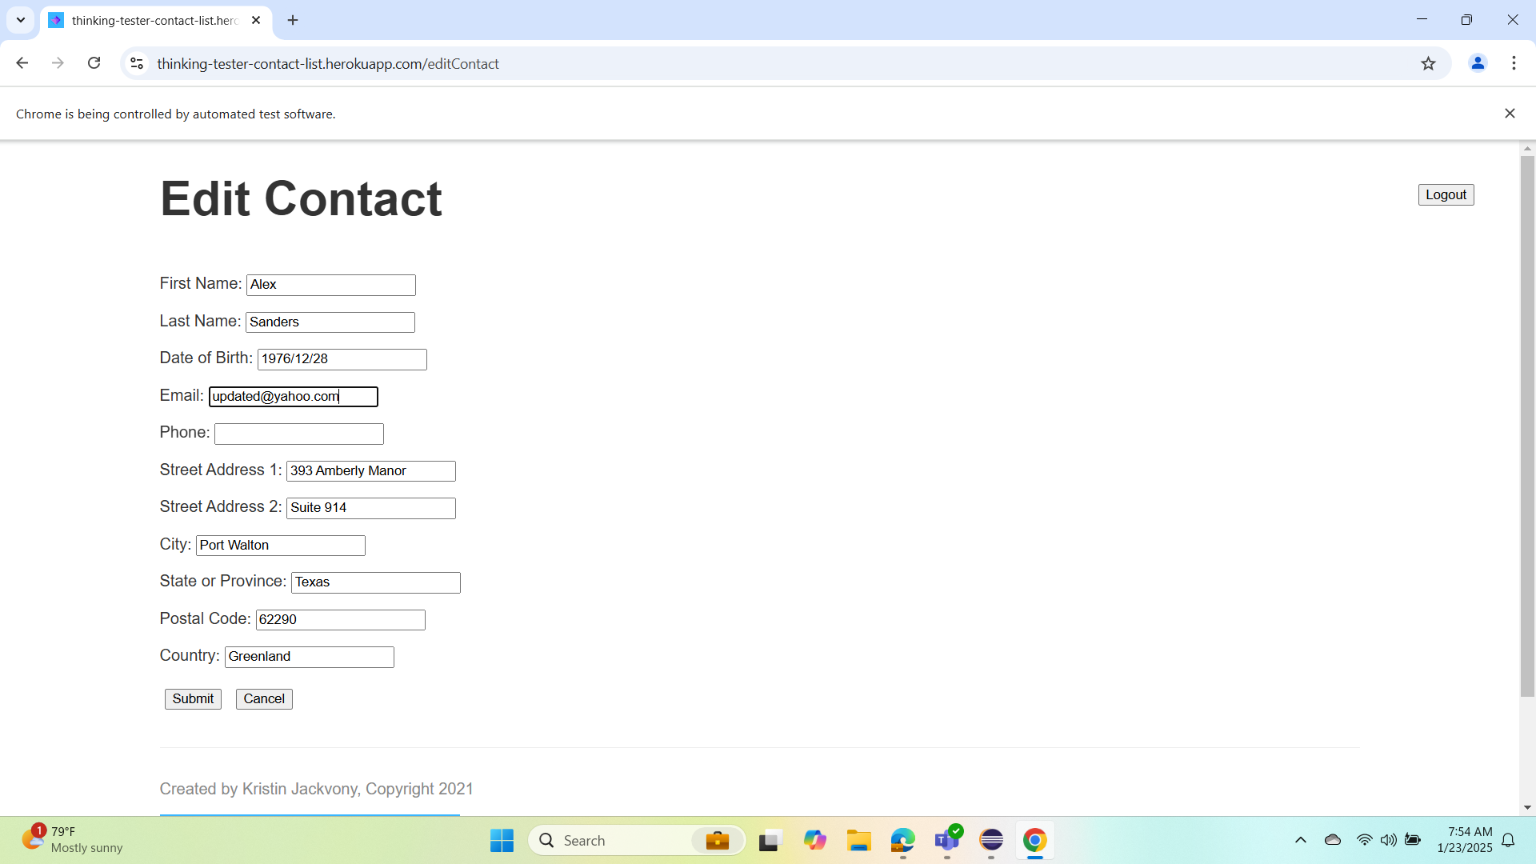 thinking-tester-contact-list.herc
thinking-tester-contact-list.herokuapp.com/editContact
Chrome is being controlled by automated test software.
Edit Contact
Logout
First Name: Alex
Last Name: Sanders
Date of Birth: 1976/12/28
Email: updated@yahoo.com
Phone:
Street Address 1: 393 Amberly Manor
Street Address 2: Suite 914
City: Port Walton
State or Province: Texas
Postal Code: 62290
Country: Greenland
Submit Cancel
Created by Kristin Jackvony, Copyright 2021
1
79°F
Mostly sunny
Search
7:54 AM
1/23/2025